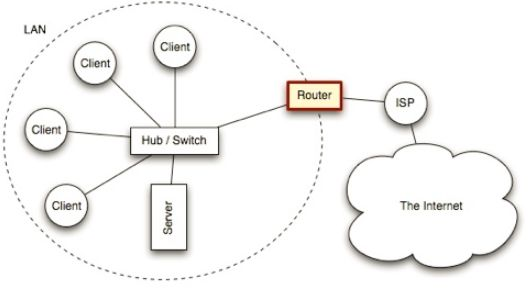 LAN
Client
Client
Client
Client
Hub / Switch
Server
Router
ISP
The Internet